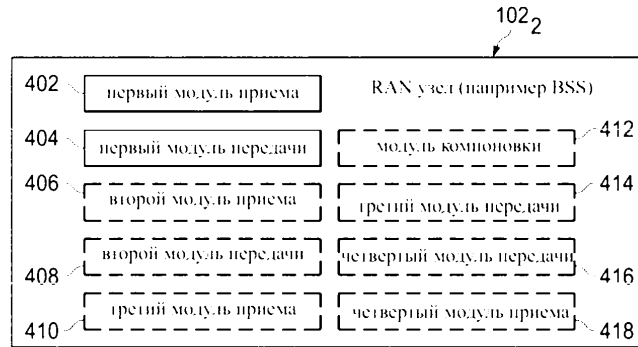 102₂
402
первый модуль приема
RAN узел (например BSS)
404
первый модуль передачи
модуль компоновки
412
406
второй модуль приема
третий модуль передачи
414
408
второй модуль передачи
четвертый модуль передачи
416
410
третий модуль приема
четвертый модуль приема
418